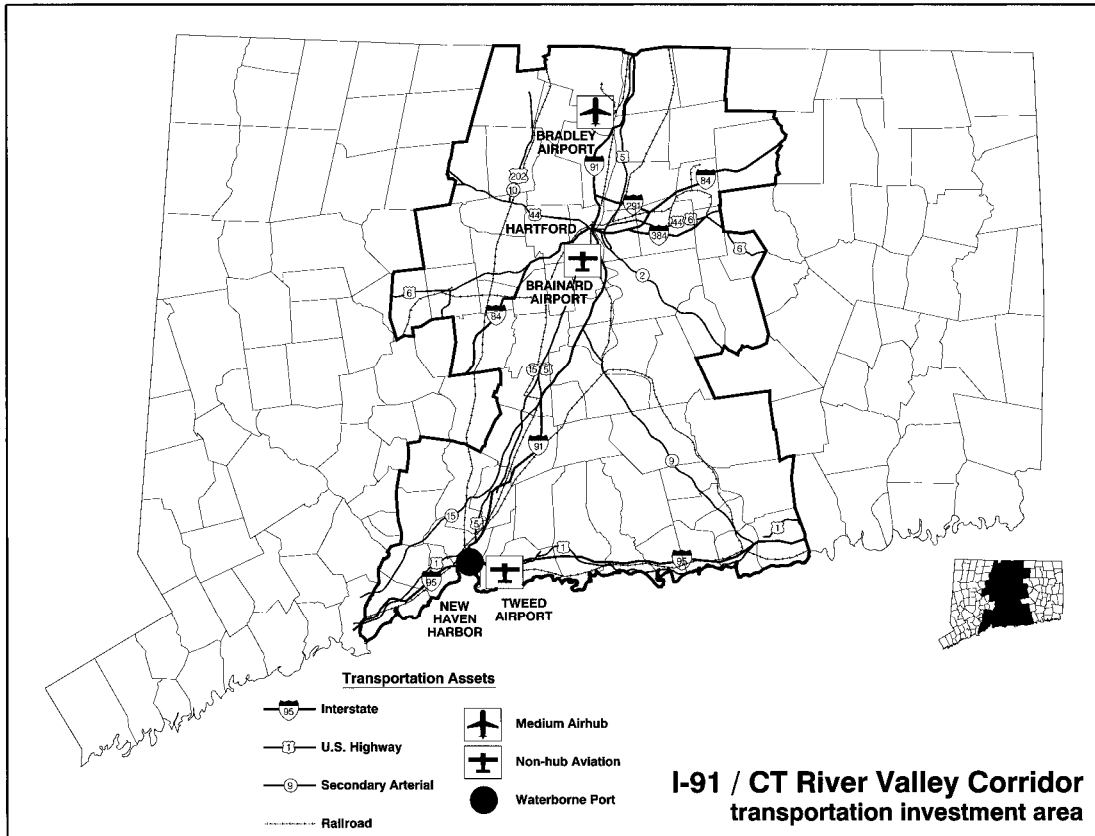 BRADLEY
AIRPORT
5
91
202
10
84
291
44
44
6
HARTFORD
384
6
BRAINARD
AIRPORT
2
6
84
15
5
91
9
15
5
1
1
1
95
95
NEW
HAVEN
HARBOR
TWEED
AIRPORT
Transportation Assets
95 Interstate
1 U.S. Highway
9 Secondary Arterial
Railroad
Medium Airhub
Non-hub Aviation
Waterborne Port
I-91 / CT River Valley Corridor
transportation investment area